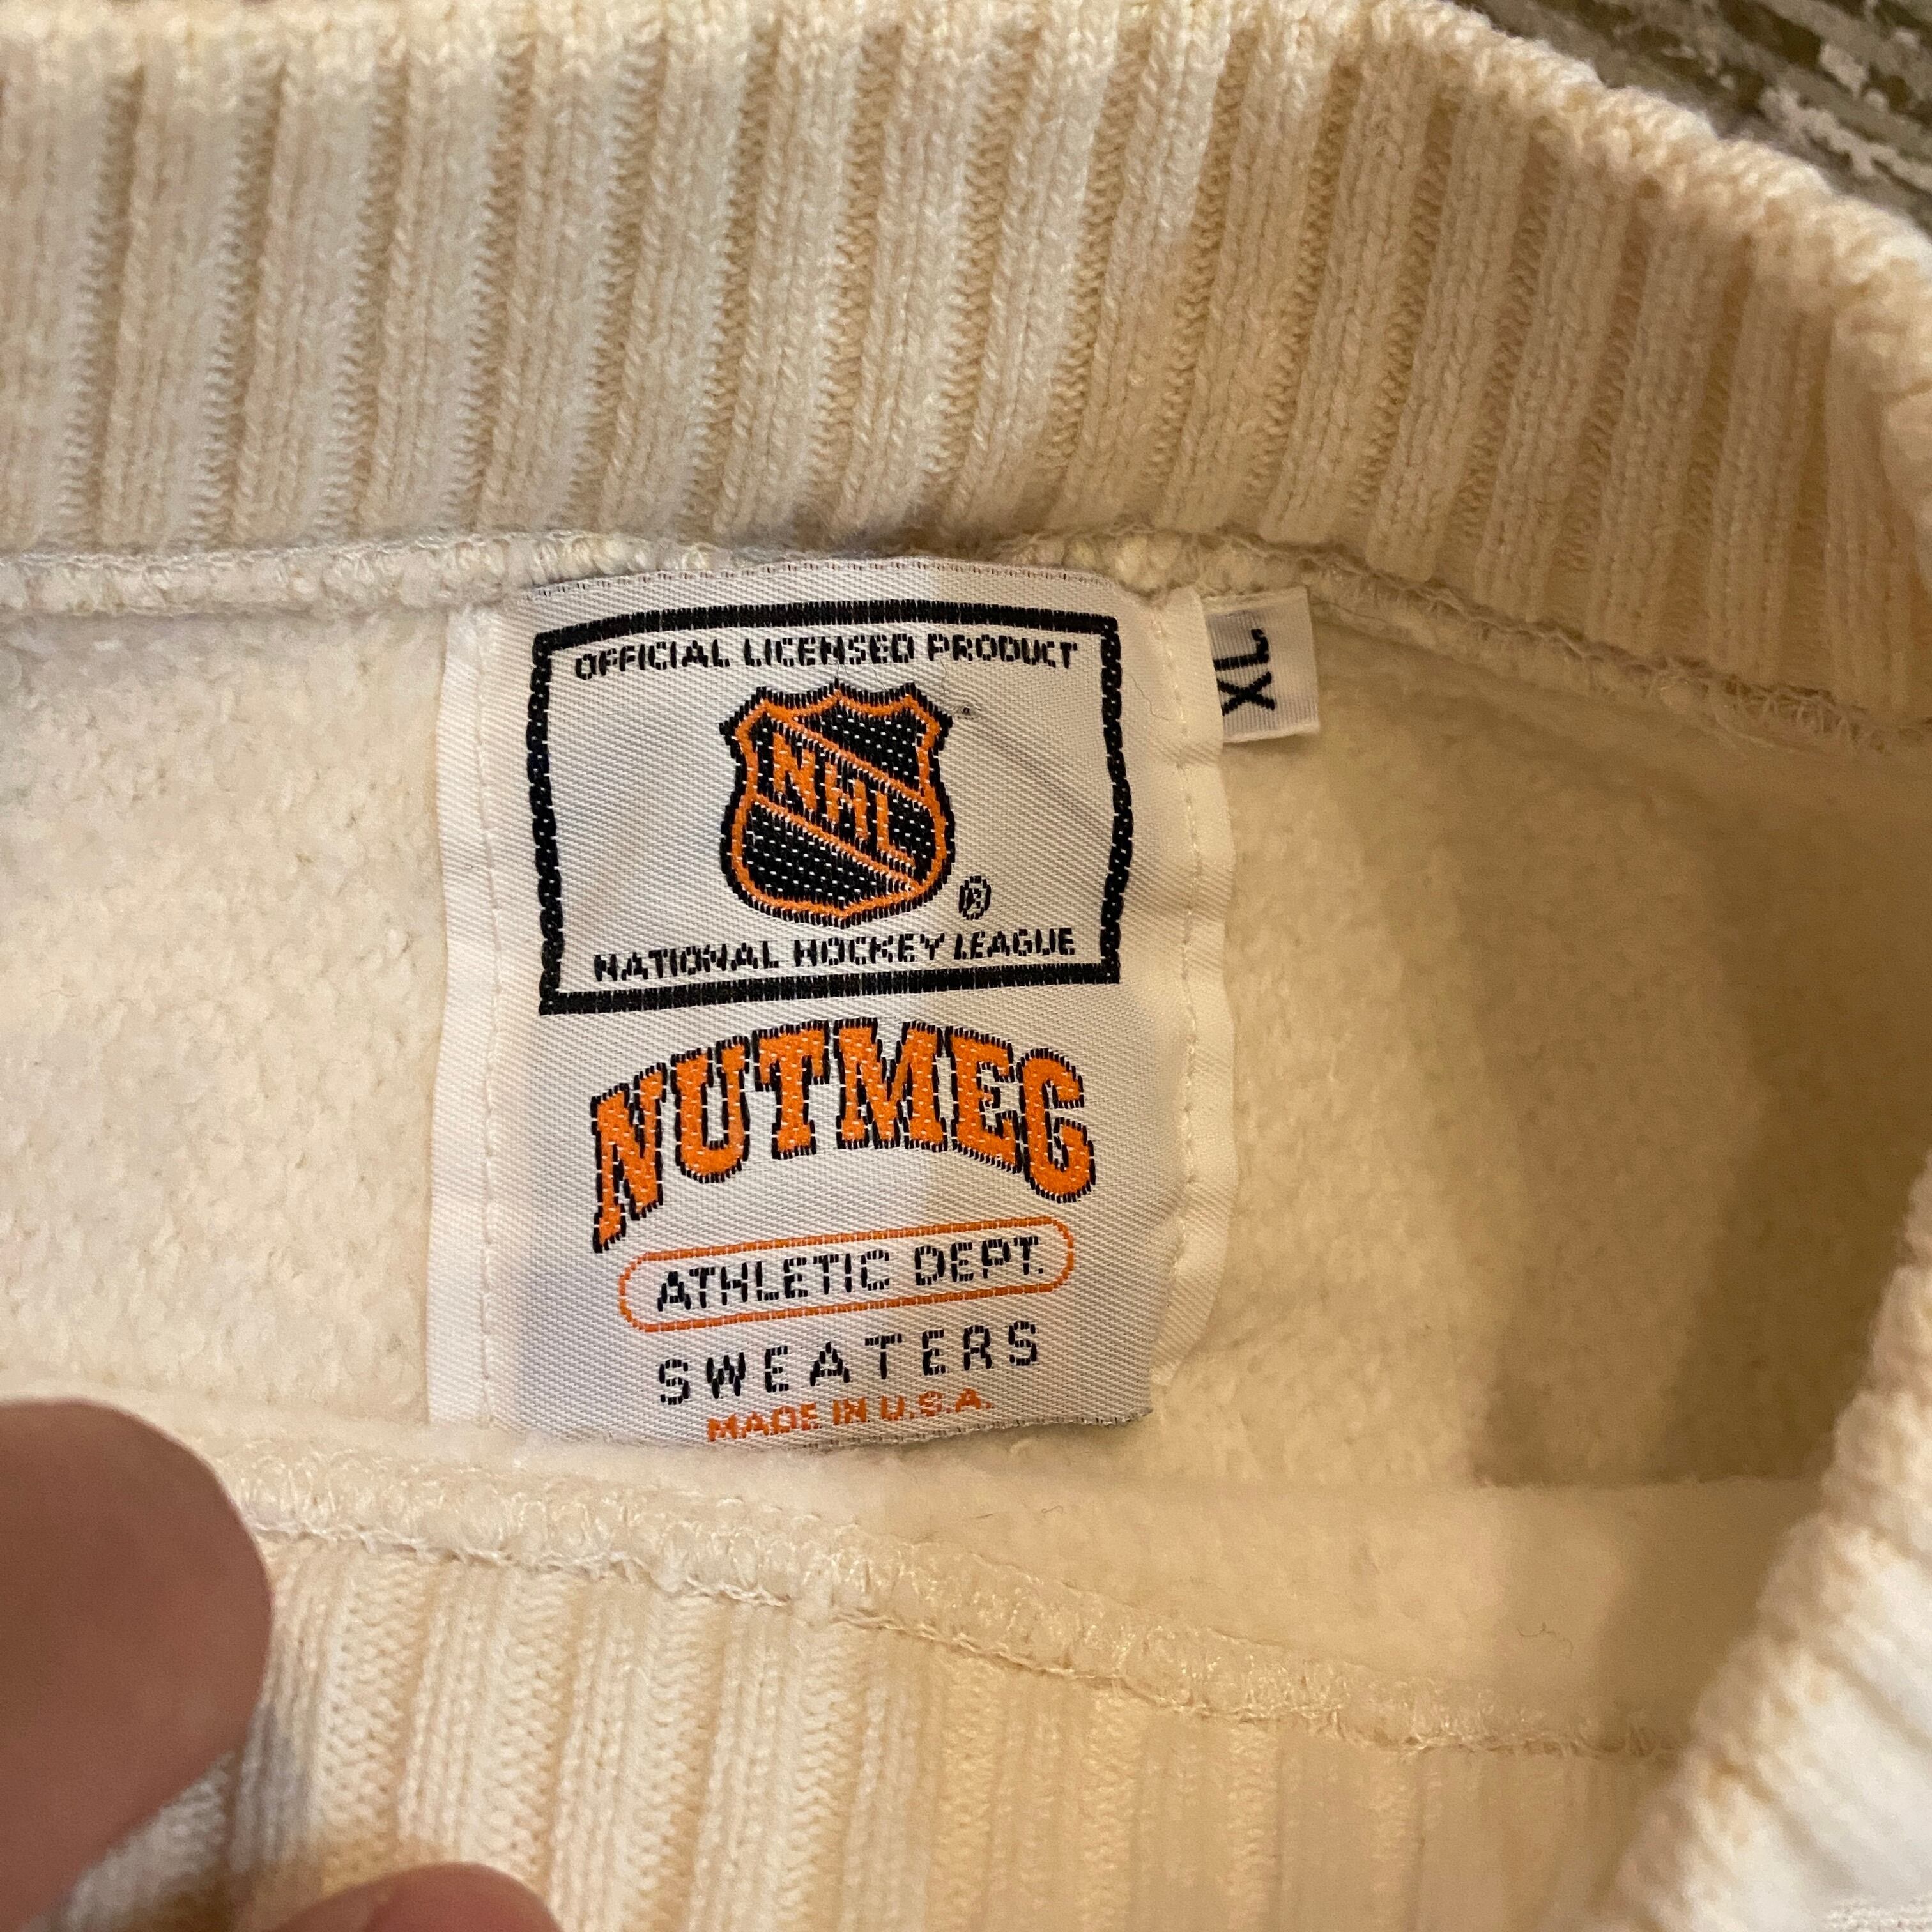 OFFICIAL LICENSED PRODUCT
NHL
®
NATIONAL HOCKEY LEAGUE
XL
NUTMEG
ATHLETIC DEPT.
SWEATERS
MADE IN U.S.A.